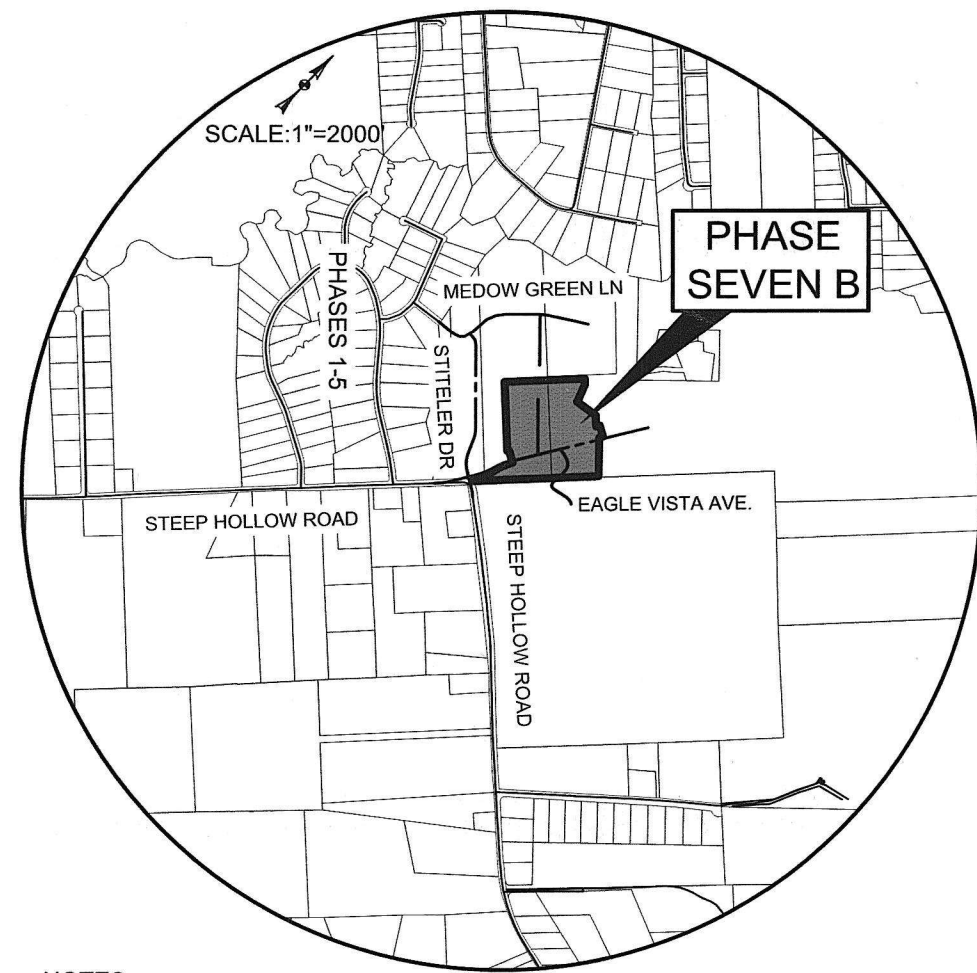 SCALE:1"=2000'
PHASE
SEVEN B
MEDOW GREEN LN
PHASES 1-5
STITELER DR
EAGLE VISTA AVE.
STEEP HOLLOW ROAD
STEEP HOLLOW ROAD